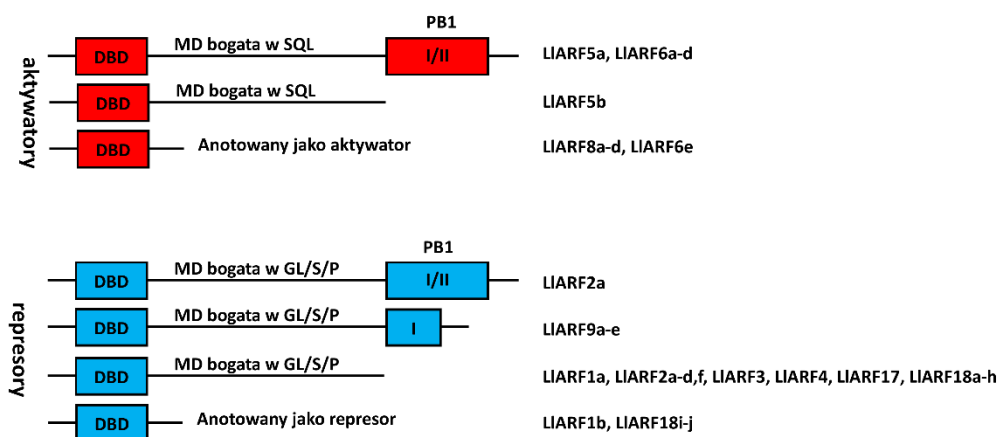 PB1
DBD MD bogata w SQL I/II LlARF5a, LlARF6a-d
DBD MD bogata w SQL LlARF5b
DBD Anotowany jako aktywator LlARF8a-d, LlARF6e
aktywatory
PB1
DBD MD bogata w GL/S/P I/II LlARF2a
DBD MD bogata w GL/S/P I LlARF9a-e
DBD MD bogata w GL/S/P LlARF1a, LlARF2a-d,f, LlARF3, LlARF4, LlARF17, LlARF18a-h
DBD Anotowany jako represor LlARF1b, LlARF18i-j
represory